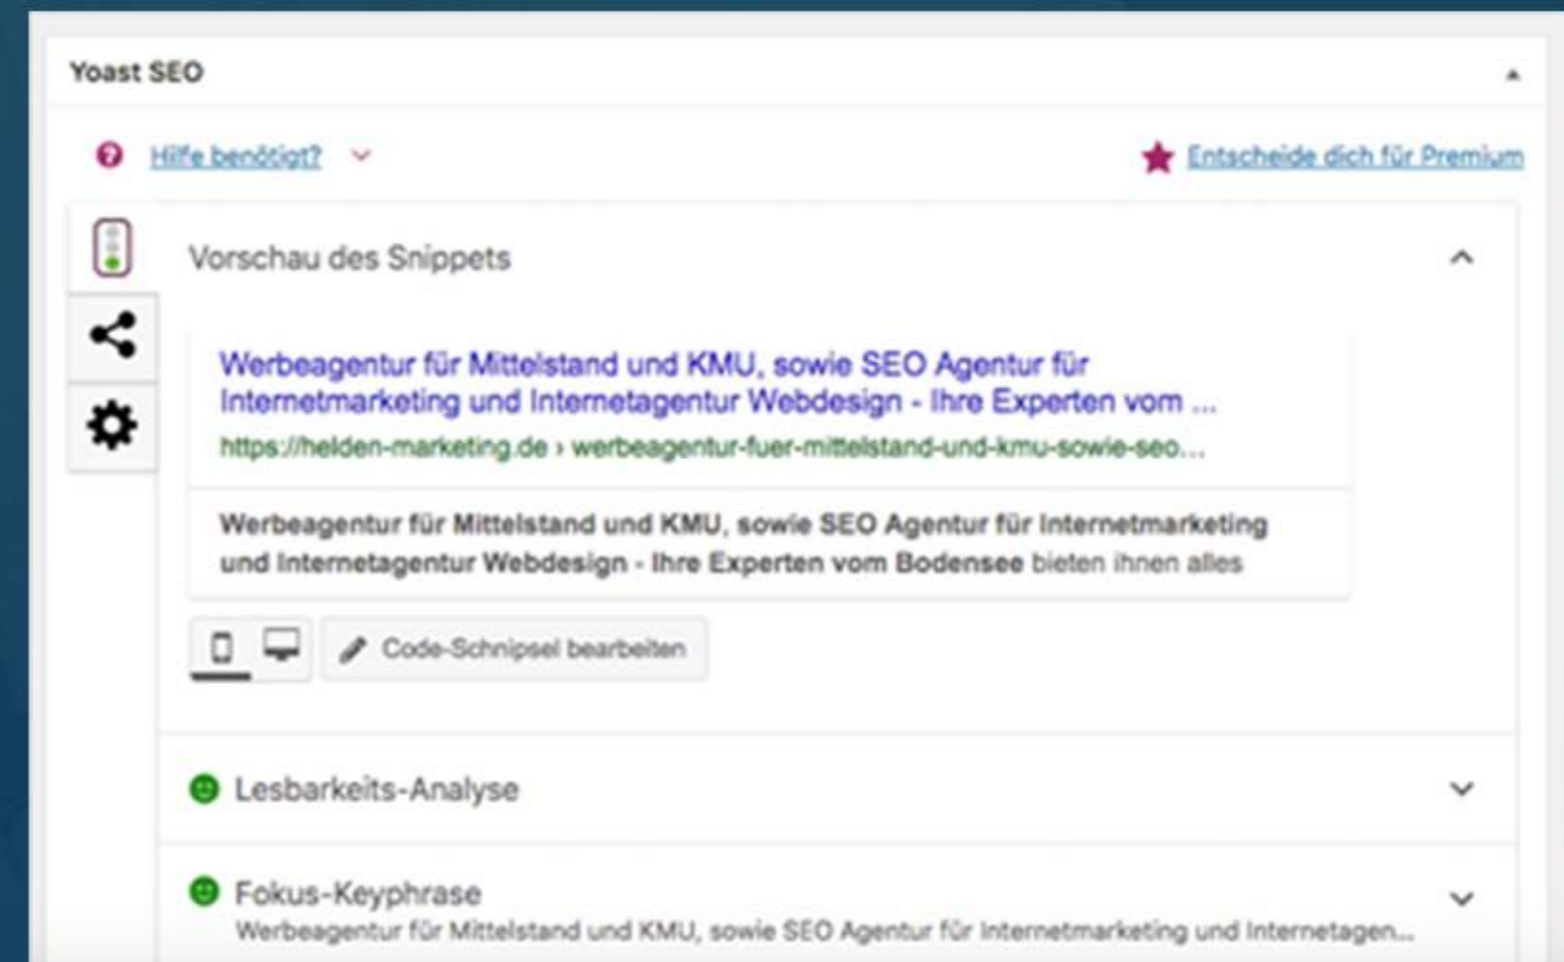 Yoast SEO
Hilfe benötigt?
Entscheide dich für Premium
Vorschau des Snippets
Werbeagentur für Mittelstand und KMU, sowie SEO Agentur für
Internetmarketing und Internetagentur Webdesign - Ihre Experten vom ...
https://helden-marketing.de › werbeagentur-fuer-mittelstand-und-kmu-sowie-seo...
Werbeagentur für Mittelstand und KMU, sowie SEO Agentur für Internetmarketing
und Internetagentur Webdesign - Ihre Experten vom Bodensee bieten ihnen alles
Code-Schnipsel bearbeiten
Lesbarkeits-Analyse
Fokus-Keyphrase
Werbeagentur für Mittelstand und KMU, sowie SEO Agentur für Internetmarketing und Internetagen...